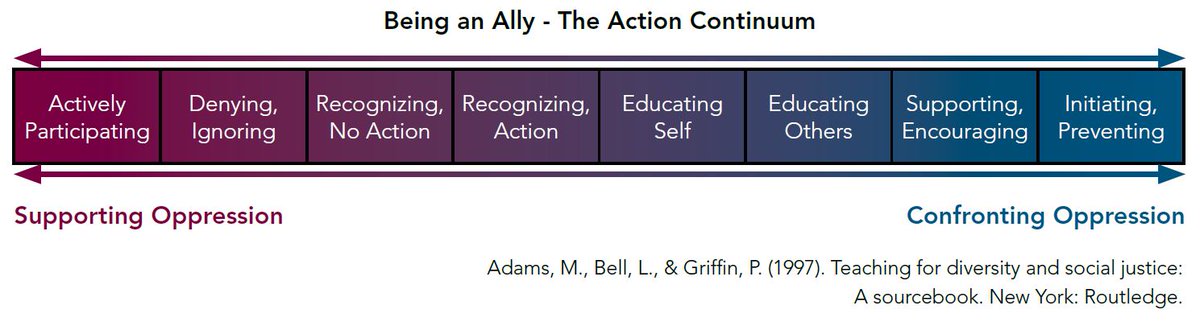 Being an Ally - The Action Continuum
Actively
Participating
Denying,
Ignoring
Recognizing,
No Action
Recognizing,
Action
Educating
Self
Educating
Others
Supporting,
Encouraging
Initiating,
Preventing
Supporting Oppression
Confronting Oppression
Adams, M., Bell, L., & Griffin, P. (1997). Teaching for diversity and social justice:
A sourcebook. New York: Routledge.